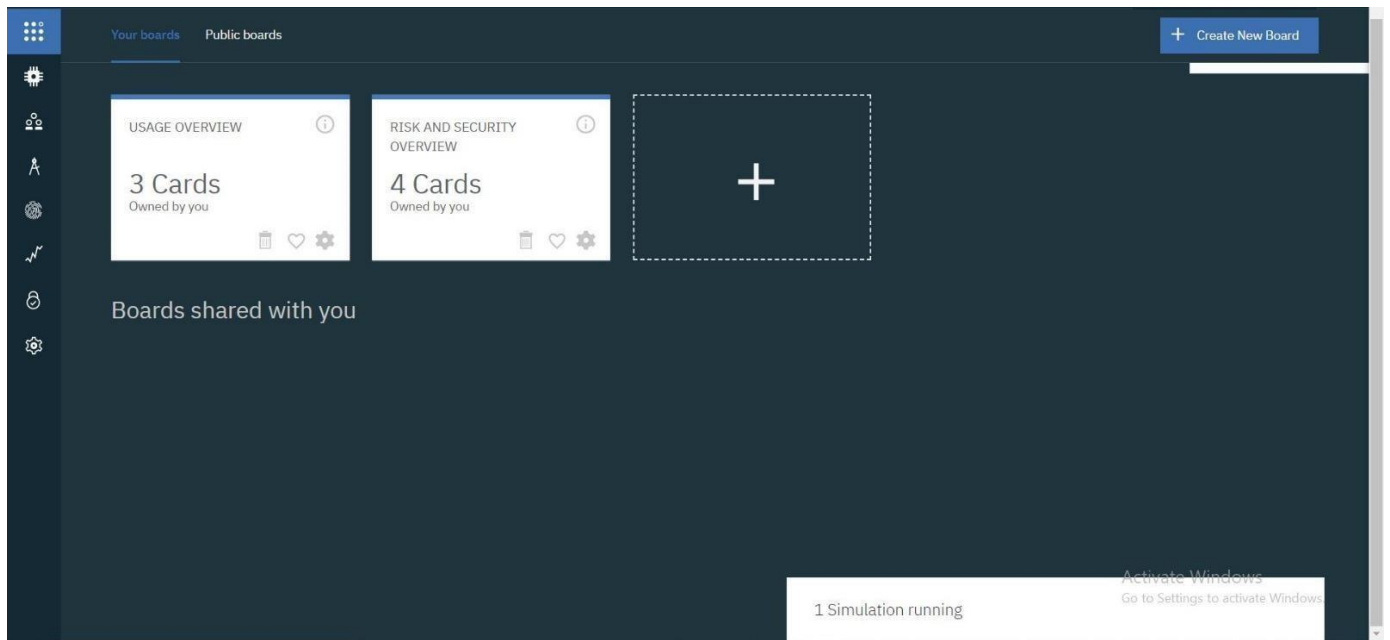 Your boards Public boards
+ Create New Board
USAGE OVERVIEW
3 Cards
Owned by you
RISK AND SECURITY
OVERVIEW
4 Cards
Owned by you
Boards shared with you
1 Simulation running
Activate Windows
Go to Settings to activate Windows.